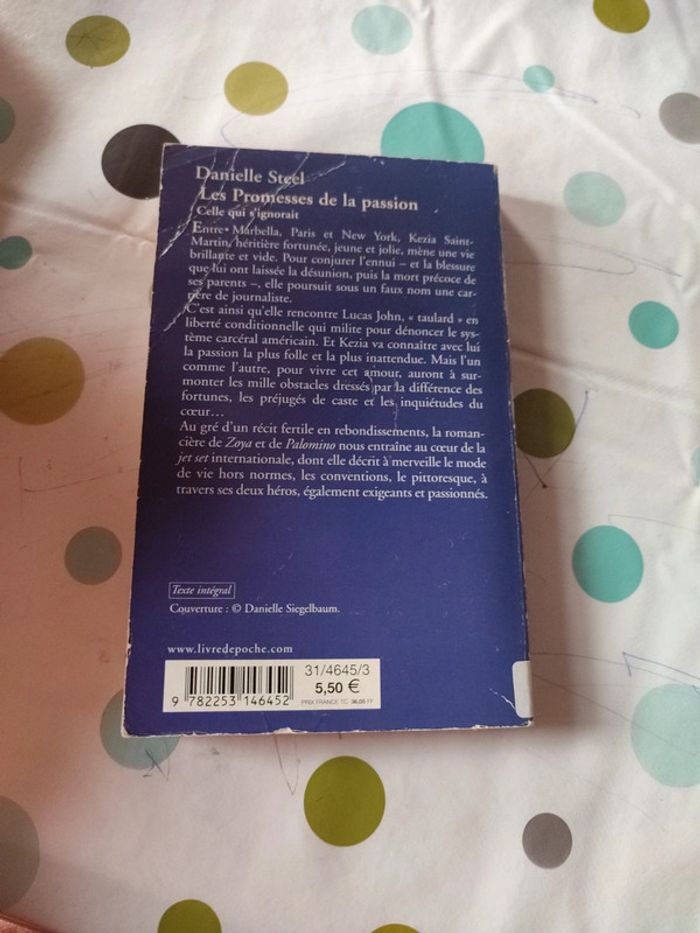 Danielle Steel
Les Promesses de la passion
Celle qui s'ignorait
Entre Marbella, Paris et New York, Kezia Saint-
Martin, héritière fortunée, jeune et jolie, mène une vie
brillante et vide. Pour conjurer l'ennui – et la blessure
que lui ont laissée la désunion, puis la mort précoce de
ses parents –, elle poursuit sous un faux nom une car-
rière de journaliste.
C'est ainsi qu'elle rencontre Lucas John, « taulard » en
liberté conditionnelle qui milite pour dénoncer le sys-
tème carcéral américain. Et Kezia va connaître avec lui
la passion la plus folle et la plus inattendue. Mais l'un
comme l'autre, pour vivre cet amour, auront à sur-
monter les mille obstacles dressés par la différence des
fortunes, les préjugés de caste et les inquiétudes du
cœur…
Au gré d'un récit fertile en rebondissements, la roman-
cière de Zoya et de Palomino nous entraîne au cœur de la
jet set internationale, dont elle décrit à merveille le mode
de vie hors normes, les conventions, le pittoresque, à
travers ses deux héros, également exigeants et passionnés.
Texte intégral
Couverture : © Danielle Siegelbaum.
www.livredepoche.com
31/4645/3
5,50 €
9 782253 146452
PRIX FRANCE TC 36,08 FF